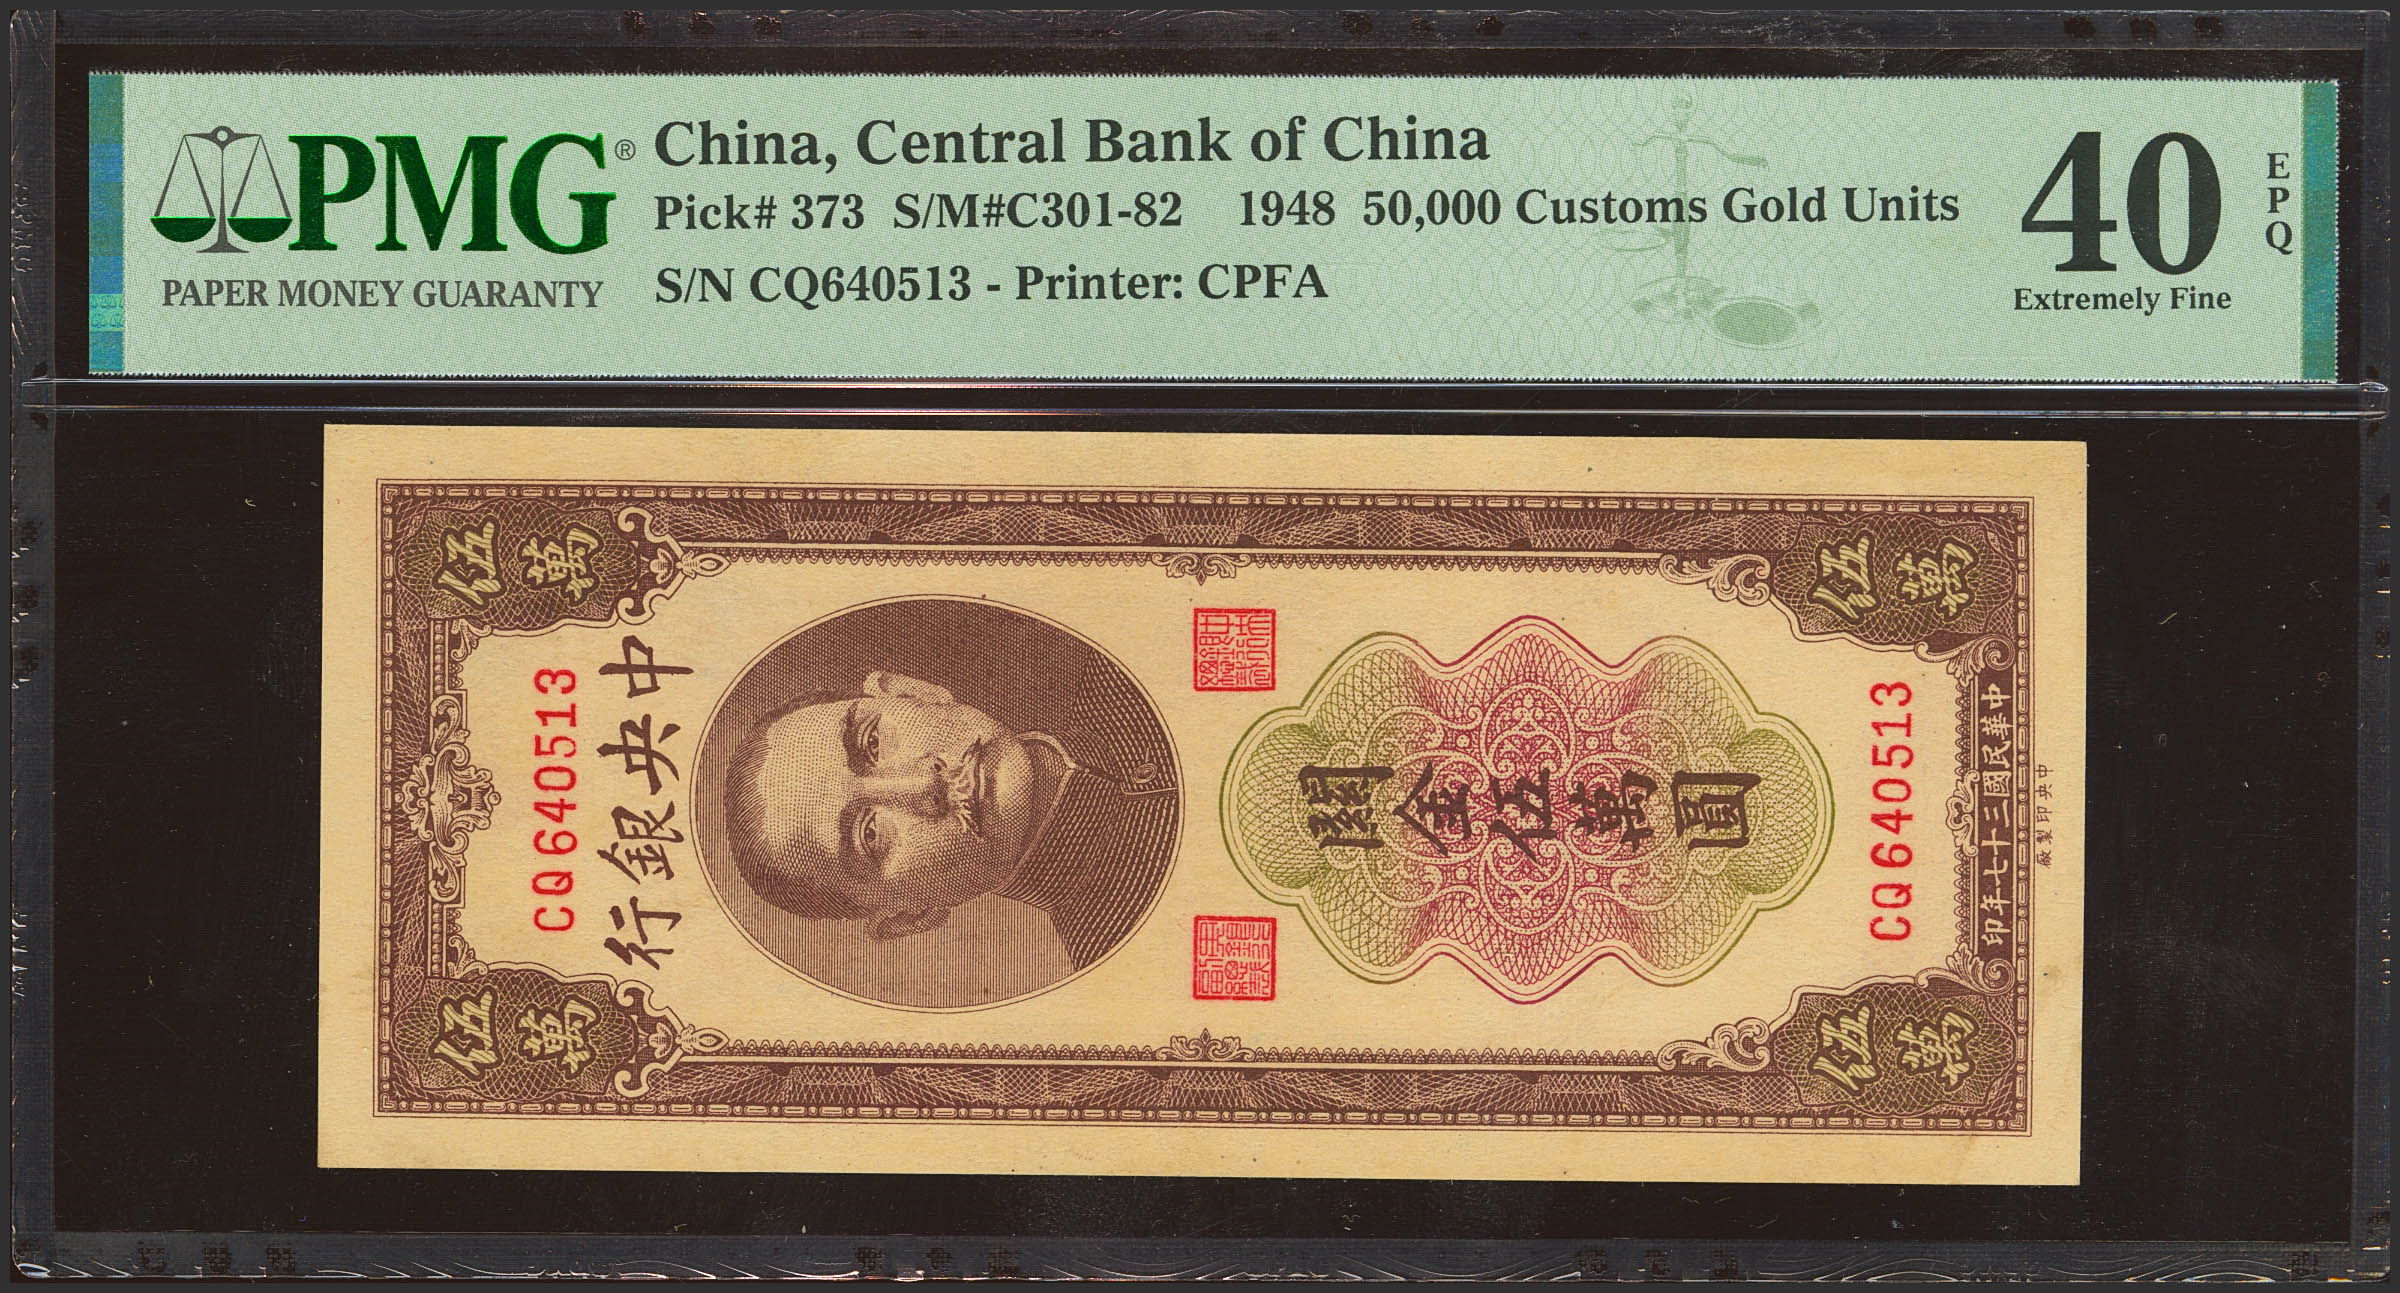 PMG®
PAPER MONEY GUARANTY
China, Central Bank of China
Pick# 373 S/M#C301-82 1948 50,000 Customs Gold Units
S/N CQ640513 - Printer: CPFA
40
EPQ
Extremely Fine
伍萬
伍萬
CQ640513
中央銀行
關金伍萬圓
伍萬
伍萬
CQ640513
中華民國三十七年印
中央印製廠